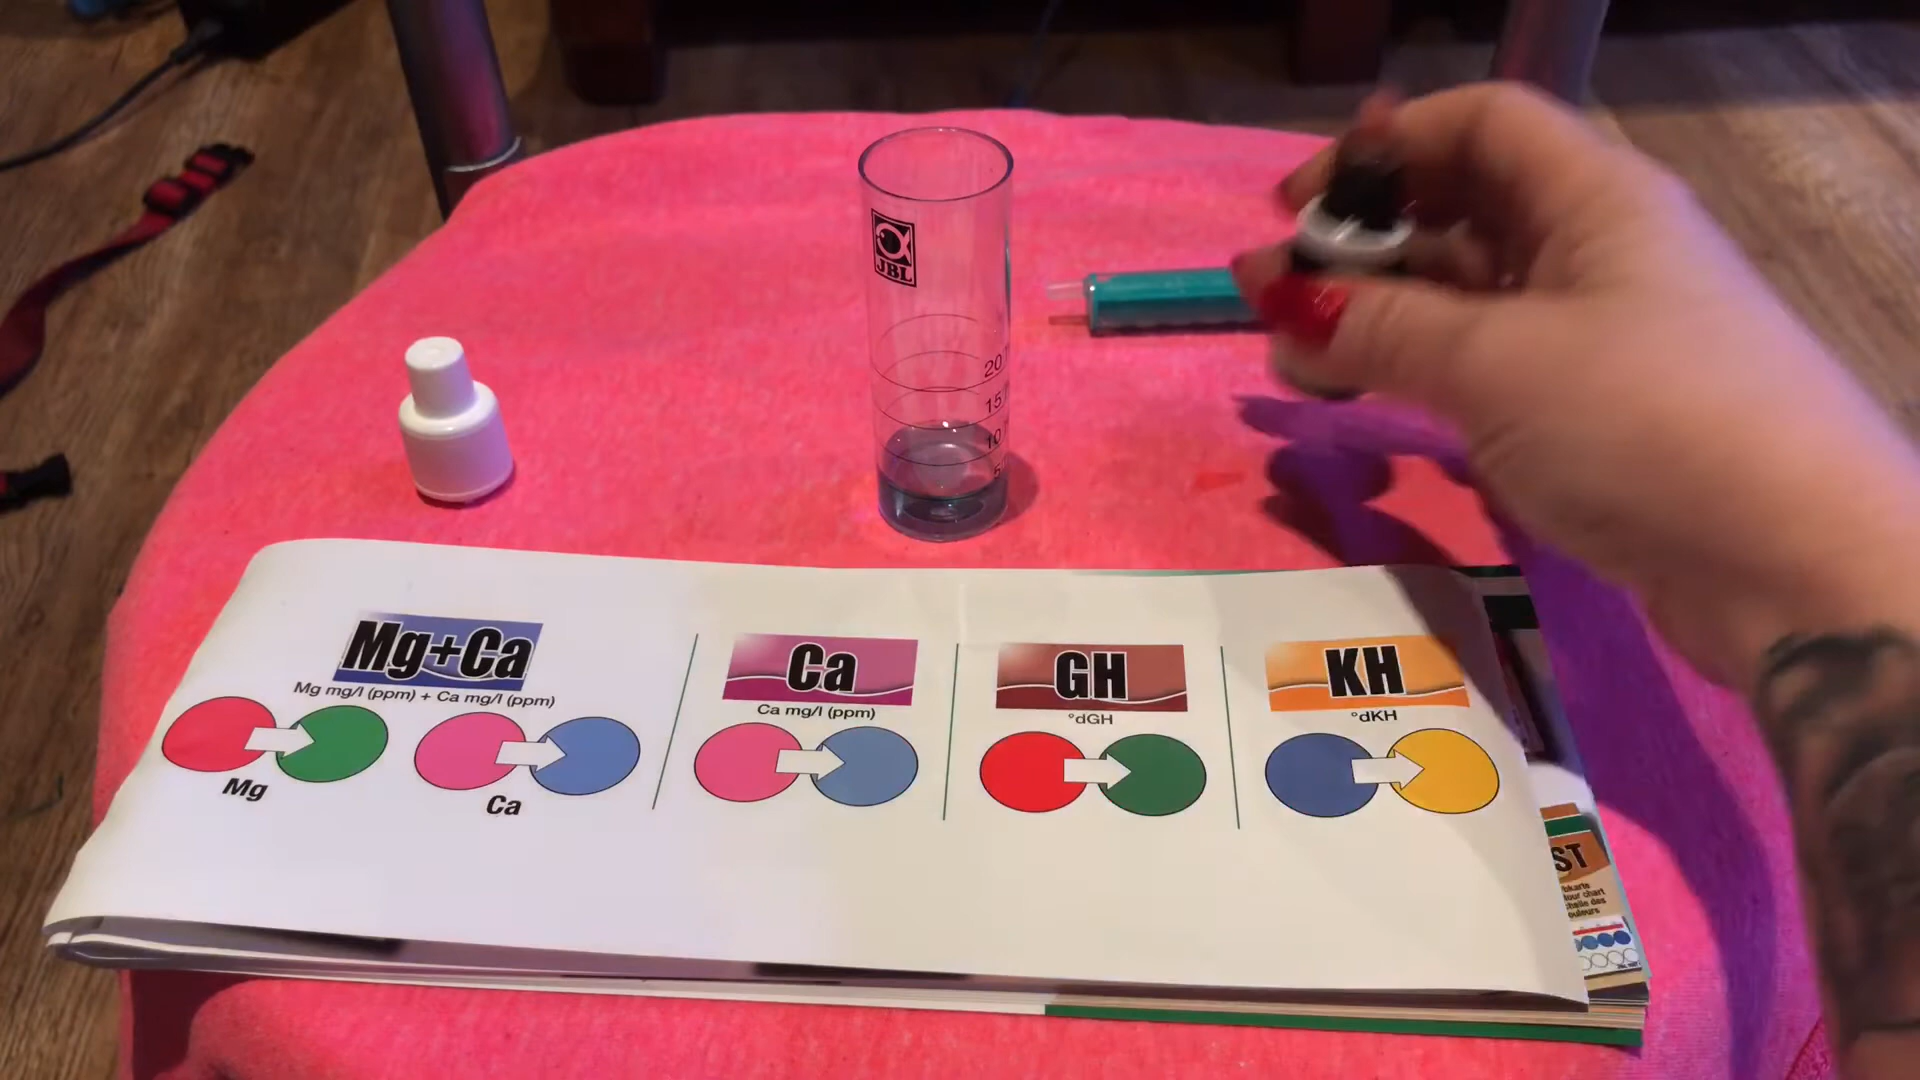 JBL
20
15
10
5
Mg+Ca
Mg mg/l (ppm) + Ca mg/l (ppm)
Mg
Ca
Ca
Ca mg/l (ppm)
GH
°dGH
KH
°dKH
ST